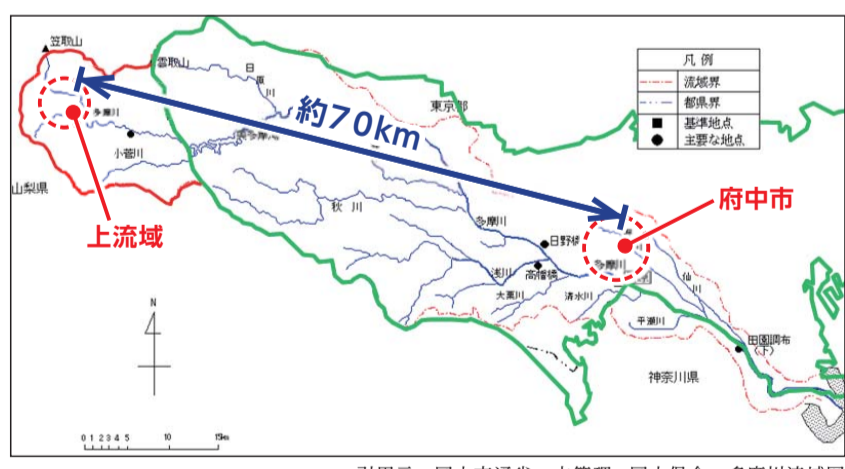 笠取山
雲取山
日原川
多摩川
小菅川
山梨県
上流域
約70km
東京都
凡例
流域界
都県界
基準地点
主要な地点
府中市
秋川
多摩川
日野橋
浅川
高幡橋
多摩川
大栗川
清水川
仙川
平瀬川
田園調布
(下)
神奈川県
N
0 1 2 3 4 5 10 15km